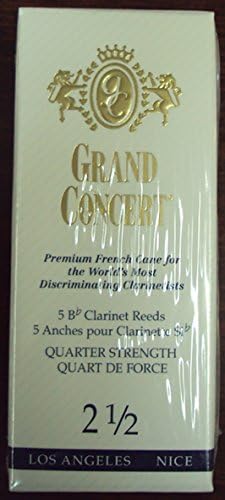 GC
GRAND
CONCERT
Premium French Cane for
the World's Most
Discriminating Clarinetists
5 B♭ Clarinet Reeds
5 Anches pour Clarinette Si♭
QUARTER STRENGTH
QUART DE FORCE
2 1/2
LOS ANGELES NICE